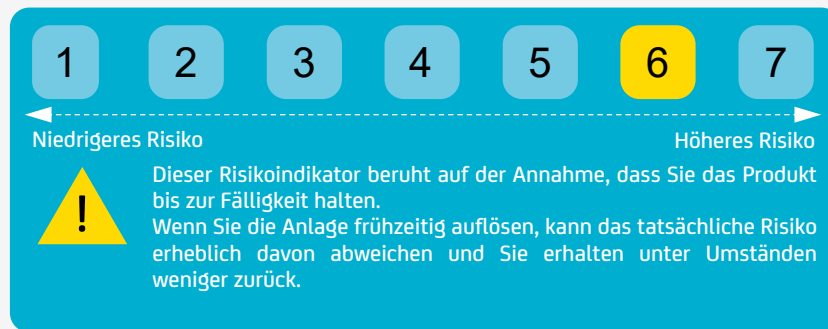 1 2 3 4 5 6 7
Niedrigeres Risiko Höheres Risiko
!
Dieser Risikoindikator beruht auf der Annahme, dass Sie das Produkt
bis zur Fälligkeit halten.
Wenn Sie die Anlage frühzeitig auflösen, kann das tatsächliche Risiko
erheblich davon abweichen und Sie erhalten unter Umständen
weniger zurück.